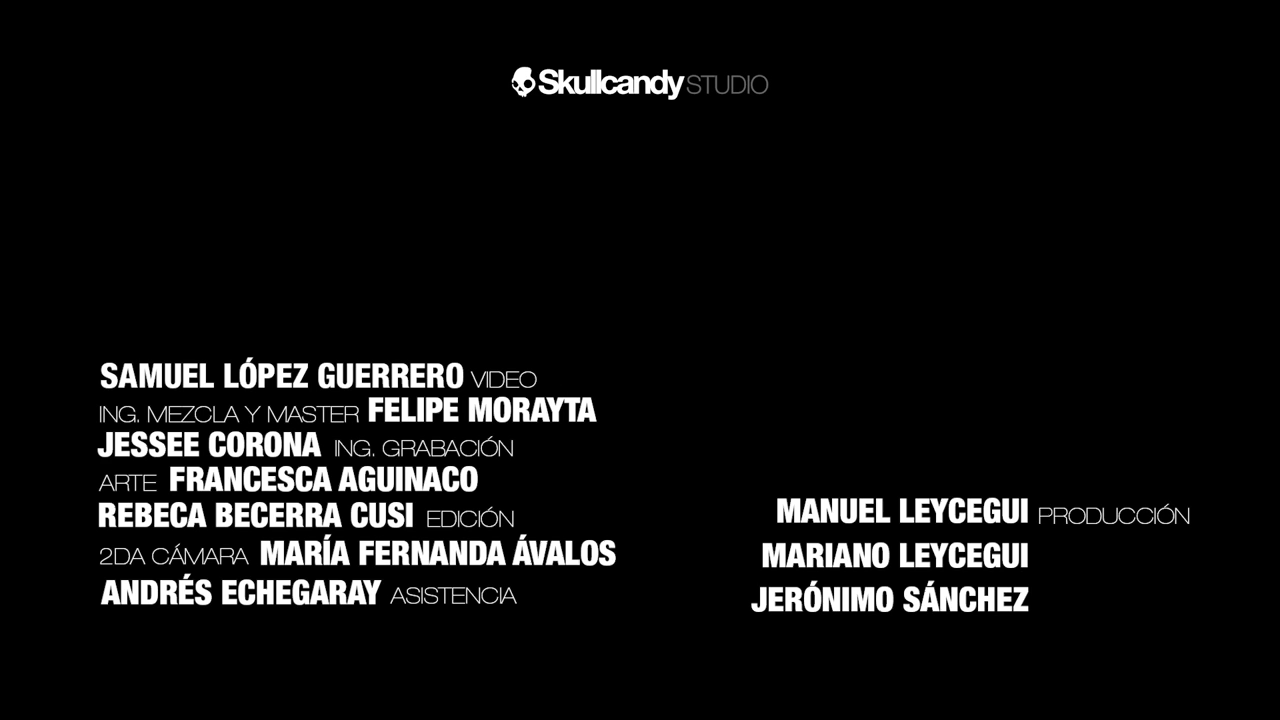 Skullcandy STUDIO
SAMUEL LÓPEZ GUERRERO VIDEO
ING. MEZCLA Y MASTER FELIPE MORAYTA
JESSEE CORONA ING. GRABACIÓN
ARTE FRANCESCA AGUINACO
REBECA BECERRA CUSI EDICIÓN
2DA CÁMARA MARÍA FERNANDA ÁVALOS
ANDRÉS ECHEGARAY ASISTENCIA
MANUEL LEYCEGUI PRODUCCIÓN
MARIANO LEYCEGUI
JERÓNIMO SÁNCHEZ